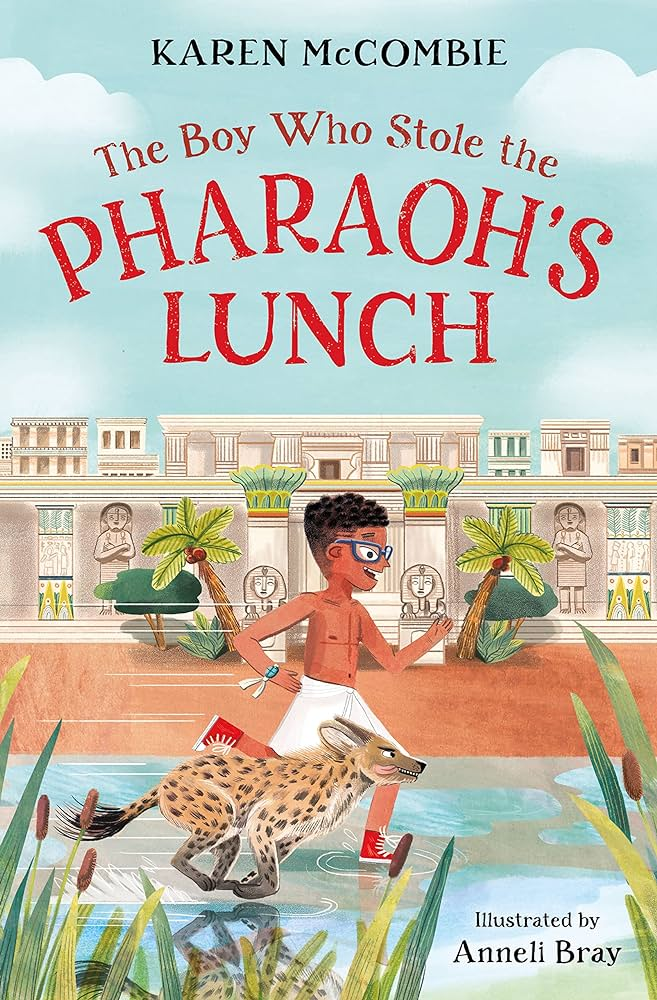 KAREN McCOMBIE
The Boy Who Stole the
PHARAOH'S
LUNCH
Illustrated by
Anneli Bray